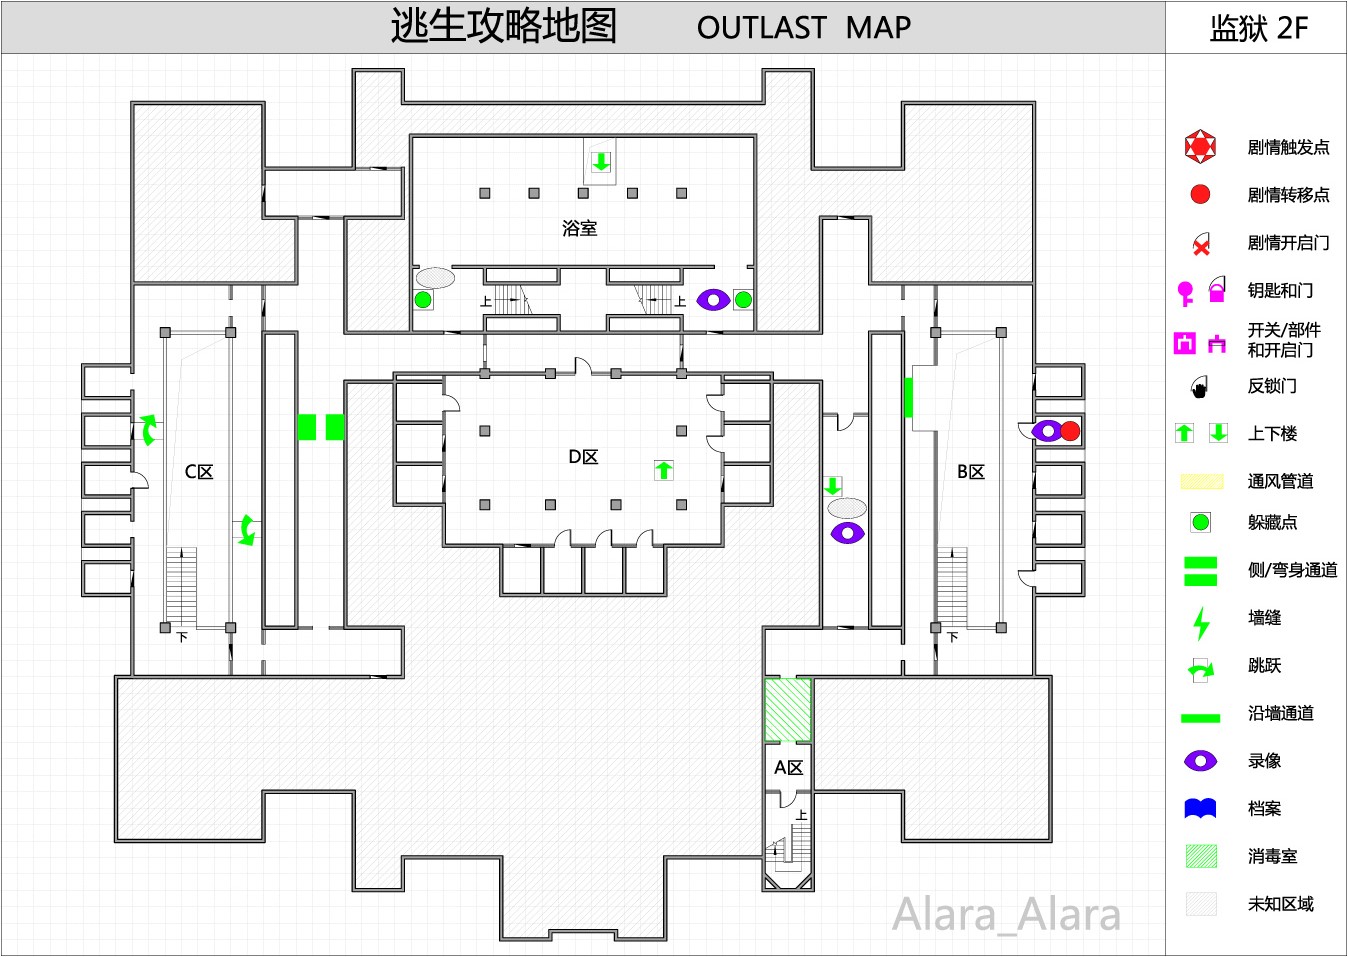 逃生攻略地图 OUTLAST MAP
监狱 2F
剧情触发点
剧情转移点
剧情开启门
钥匙和门
开关/部件
和开启门
反锁门
上下楼
通风管道
躲藏点
侧/弯身通道
墙缝
跳跃
沿墙通道
录像
档案
消毒室
未知区域
浴室
上
上
D区
C区
B区
下
下
A区
上
Alara_Alara